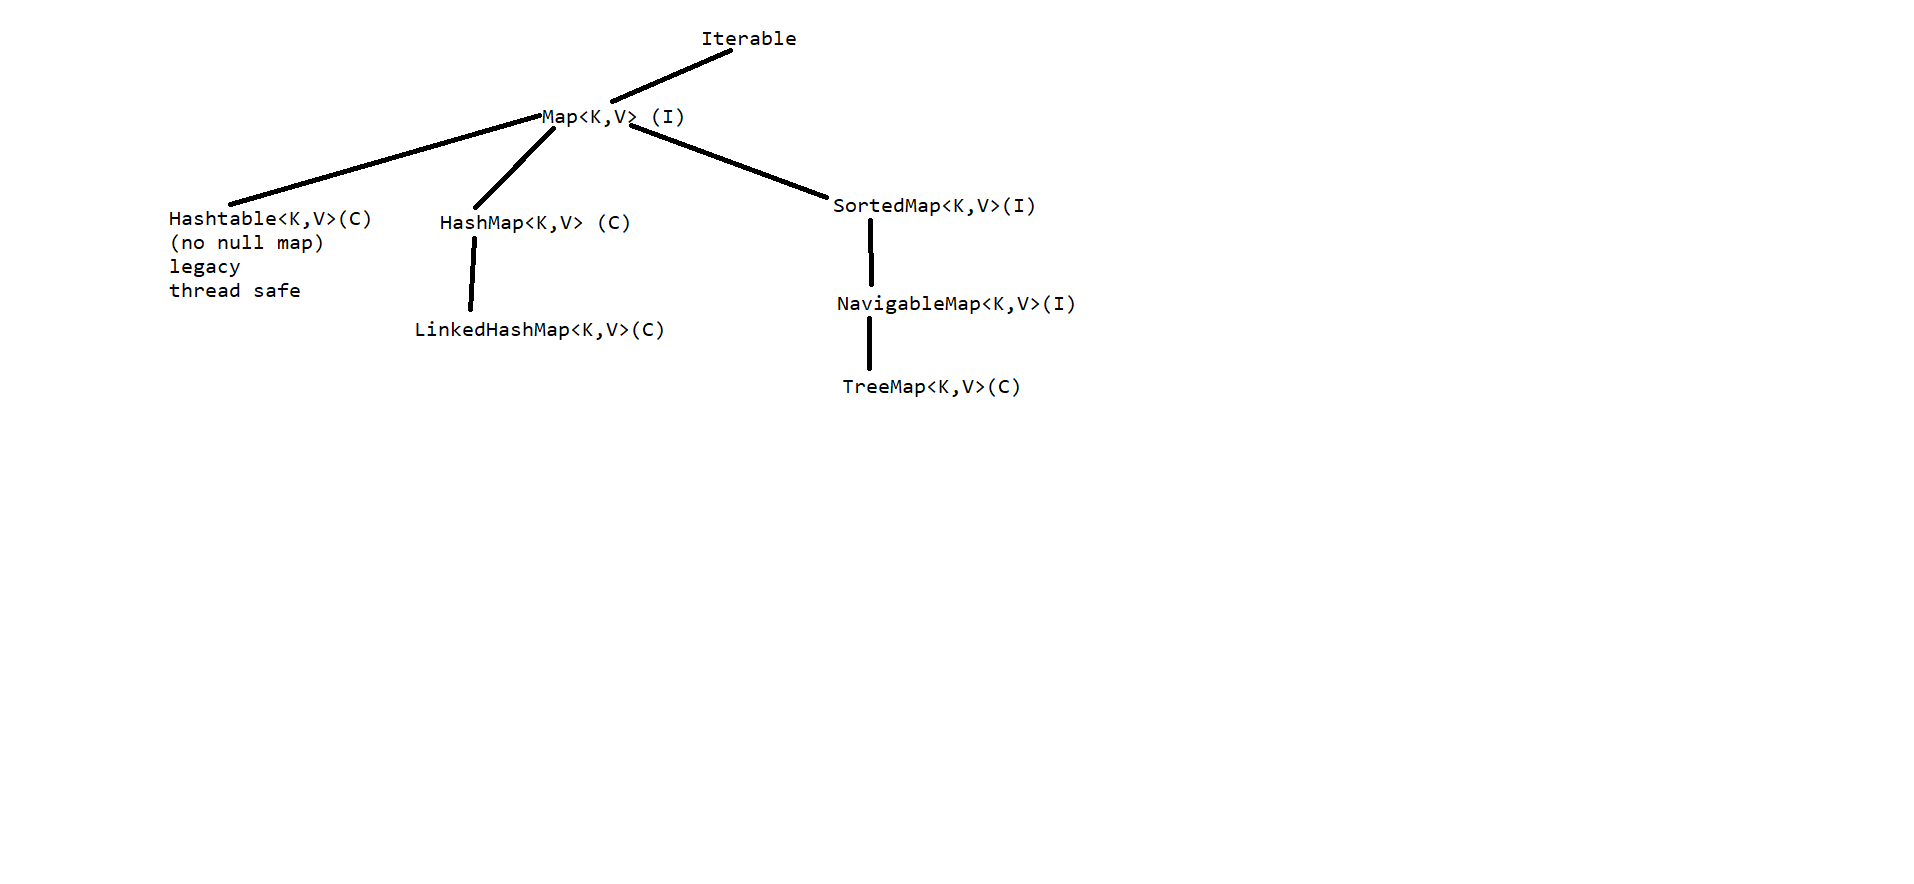 Iterable
Map<K,V> (I)
Hashtable<K,V>(C)
(no null map)
legacy
thread safe
HashMap<K,V> (C)
LinkedHashMap<K,V>(C)
SortedMap<K,V>(I)
NavigableMap<K,V>(I)
TreeMap<K,V>(C)